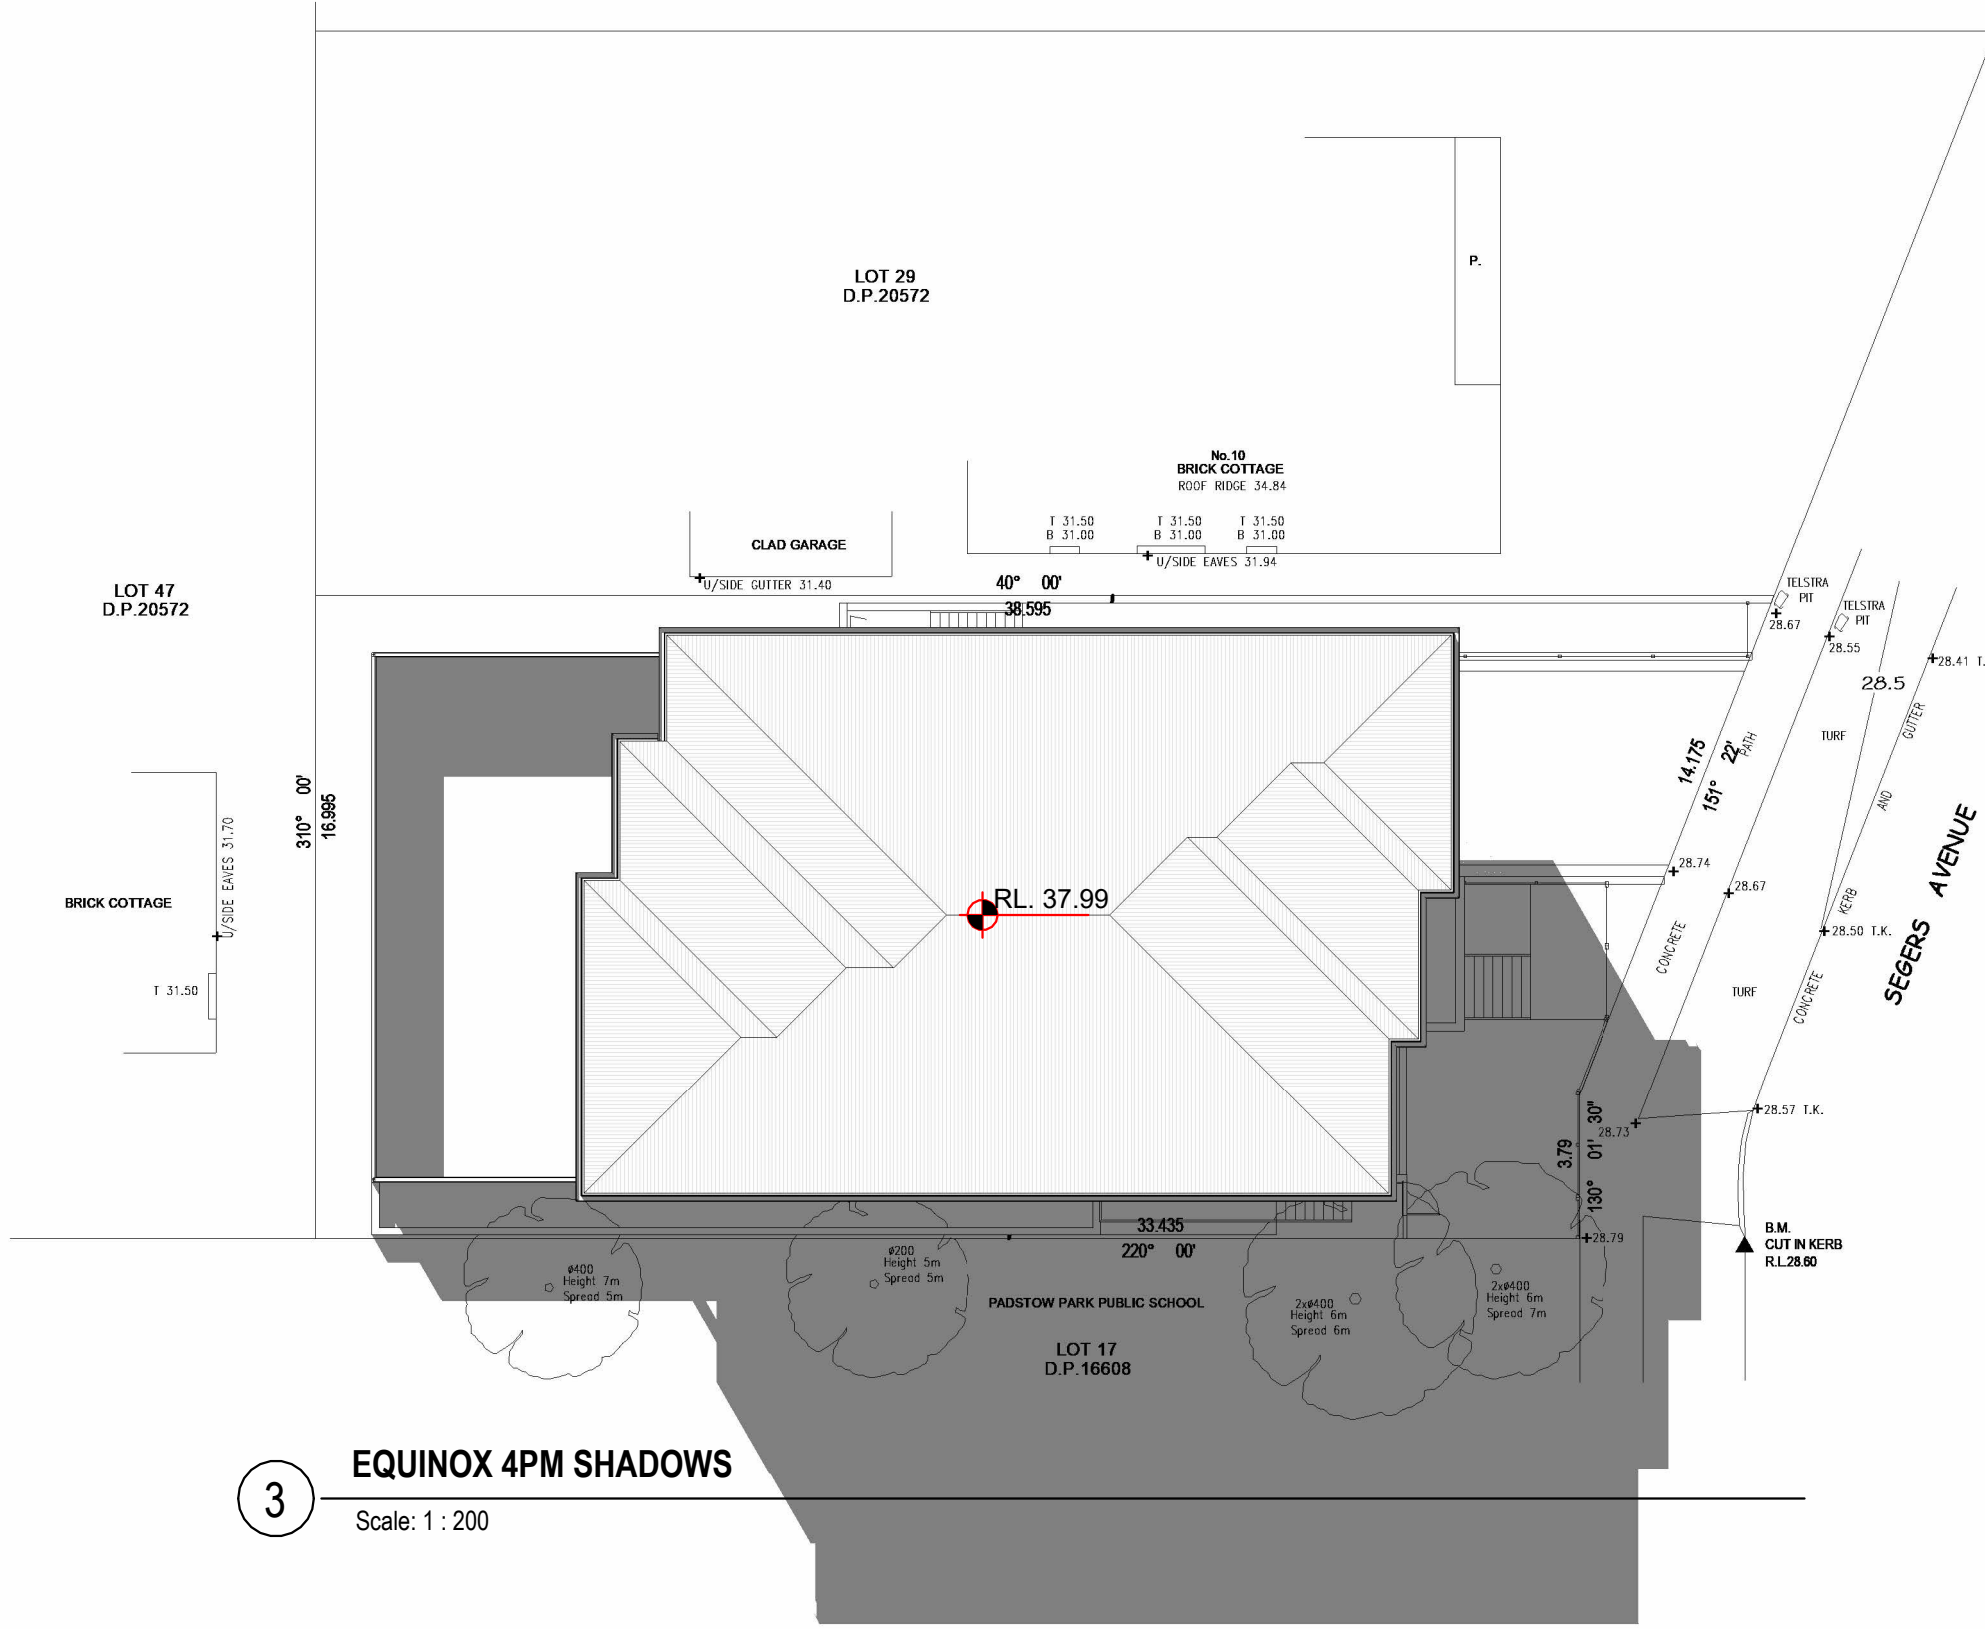 LOT 29
D.P.20572
P.
No.10
BRICK COTTAGE
ROOF RIDGE 34.84
T 31.50
B 31.00
T 31.50
B 31.00
T 31.50
B 31.00
U/SIDE EAVES 31.94
CLAD GARAGE
U/SIDE GUTTER 31.40
40° 00'
38.595
LOT 47
D.P.20572
TELSTRA
PIT
28.67
TELSTRA
PIT
28.55
28.41 T.
28.5
TURF
GUTTER
AND
KERB
CONCRETE
14.175
151° 22'
PATH
CONCRETE
310° 00'
16.995
U/SIDE EAVES 31.70
BRICK COTTAGE
T 31.50
RL. 37.99
28.74
28.67
28.50 T.K.
SEGERS AVENUE
TURF
28.57 T.K.
28.73
3.79
130° 01' 30"
28.79
B.M.
CUT IN KERB
R.L.28.60
33.435
220° 00'
ø400
Height 7m
Spread 5m
ø200
Height 5m
Spread 5m
PADSTOW PARK PUBLIC SCHOOL
2xø400
Height 6m
Spread 6m
2xø400
Height 6m
Spread 7m
LOT 17
D.P.16608
3
EQUINOX 4PM SHADOWS
Scale: 1 : 200